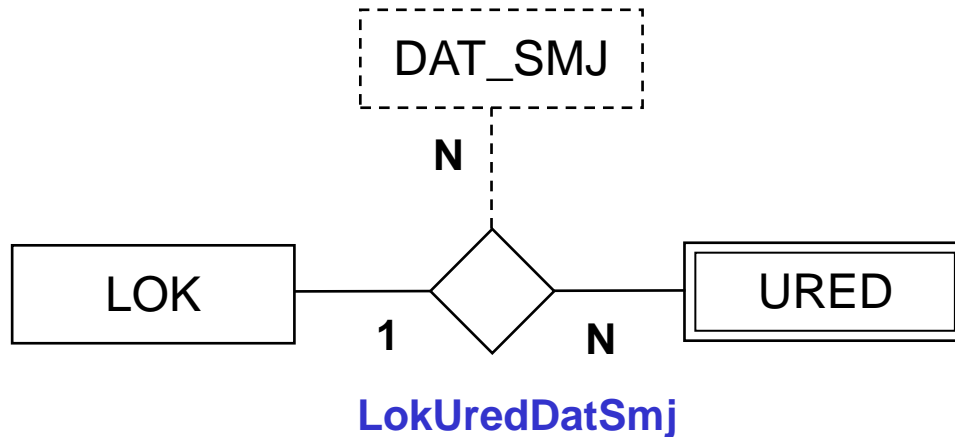 DAT_SMJ
N
LOK
URED
1
N
LokUredDatSmj